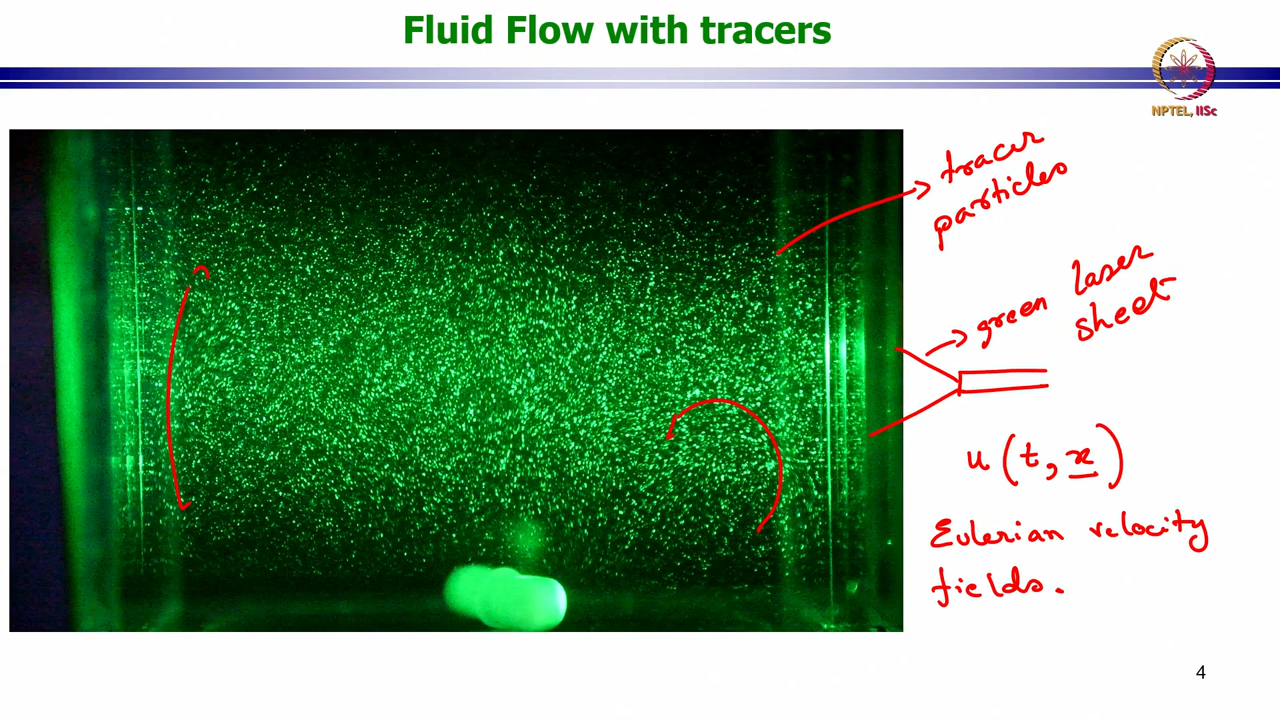 Fluid Flow with tracers
NPTEL, IISc
tracer
particles
green laser
sheet
u (t, x)
Eulerian velocity
fields.
4